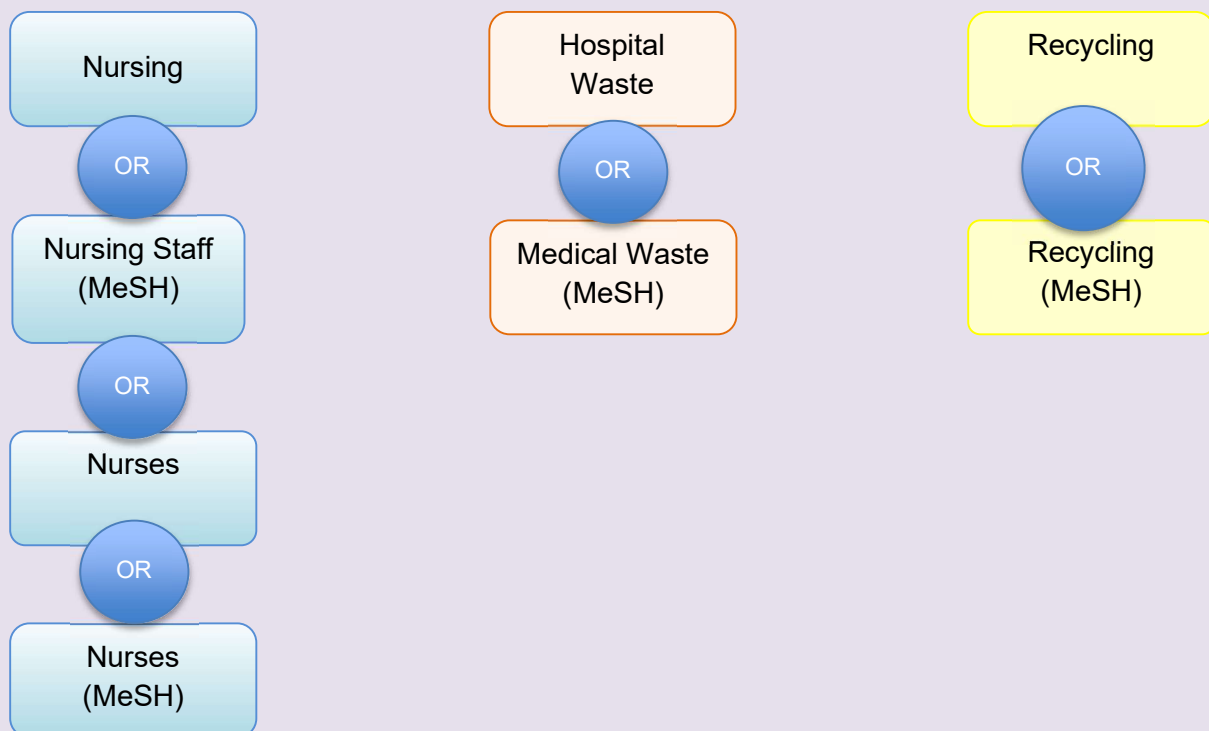 Nursing
OR
Nursing Staff
(MeSH)
OR
Nurses
OR
Nurses
(MeSH)
Hospital
Waste
OR
Medical Waste
(MeSH)
Recycling
OR
Recycling
(MeSH)